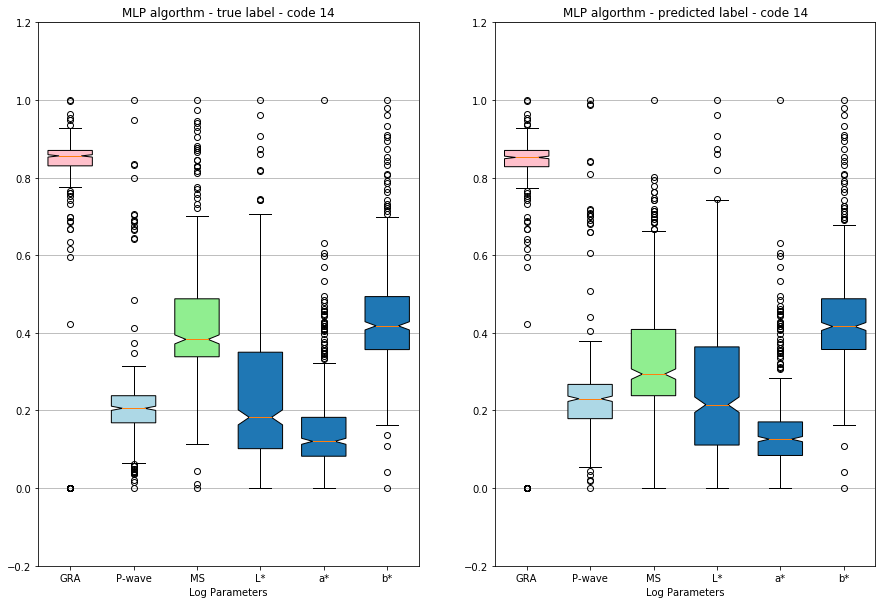 MLP algorthm - true label - code 14
1.2
1.0
0.8
0.6
0.4
0.2
0.0
−0.2
GRA P-wave MS L* a* b*
Log Parameters
MLP algorthm - predicted label - code 14
1.2
1.0
0.8
0.6
0.4
0.2
0.0
−0.2
GRA P-wave MS L* a* b*
Log Parameters